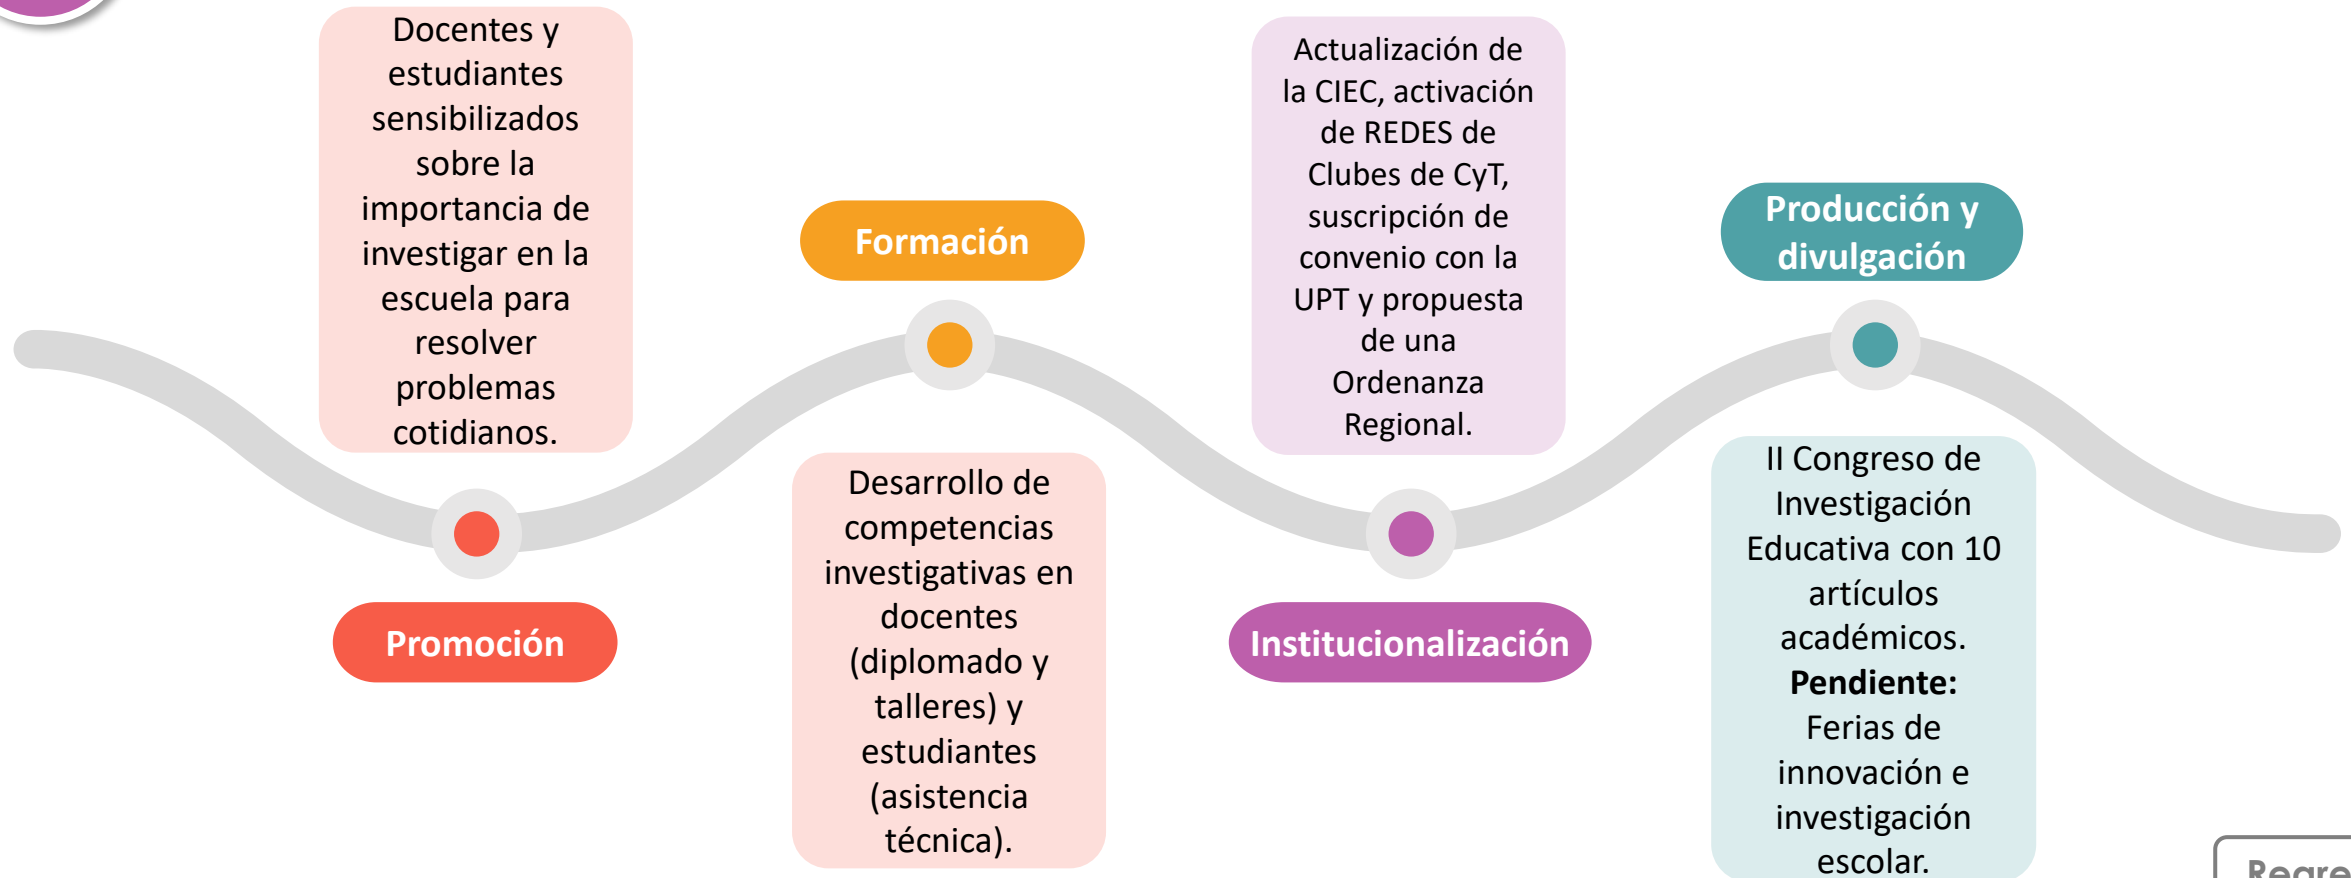 Docentes y
estudiantes
sensibilizados
sobre la
importancia de
investigar en la
escuela para
resolver
problemas
cotidianos.
Promoción
Formación
Desarrollo de
competencias
investigativas en
docentes
(diplomado y
talleres) y
estudiantes
(asistencia
técnica).
Actualización de
la CIEC, activación
de REDES de
Clubes de CyT,
suscripción de
convenio con la
UPT y propuesta
de una
Ordenanza
Regional.
Institucionalización
Producción y
divulgación
II Congreso de
Investigación
Educativa con 10
artículos
académicos.
Pendiente:
Ferias de
innovación e
investigación
escolar.